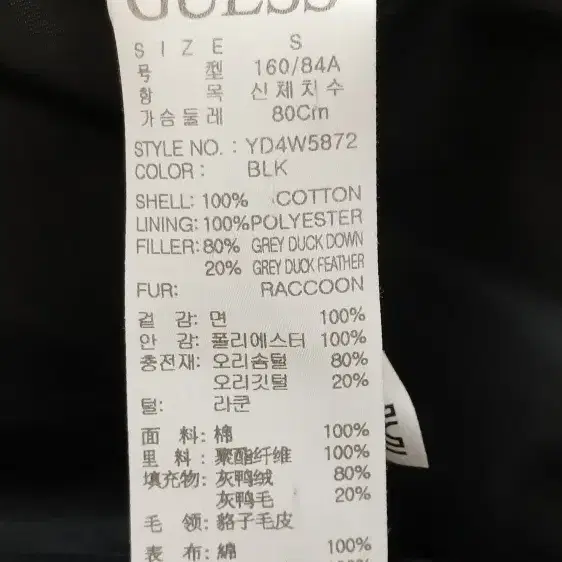 GUESS
SIZE S
号 型 160/84A
항 목 신체치수
가슴둘레 80Cm
STYLE NO. : YD4W5872
COLOR : BLK
SHELL: 100% COTTON
LINING: 100% POLYESTER
FILLER: 80% GREY DUCK DOWN
20% GREY DUCK FEATHER
FUR: RACCOON
겉 감: 면 100%
안 감: 폴리에스터 100%
충전재: 오리솜털 80%
오리깃털 20%
털: 라쿤
面 料: 棉 100%
里 料: 聚酯纤维 100%
填充物: 灰鸭绒 80%
灰鸭毛 20%
毛 领: 貉子毛皮
表 布: 綿 100%